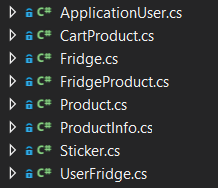 C# ApplicationUser.cs
C# CartProduct.cs
C# Fridge.cs
C# FridgeProduct.cs
C# Product.cs
C# ProductInfo.cs
C# Sticker.cs
C# UserFridge.cs